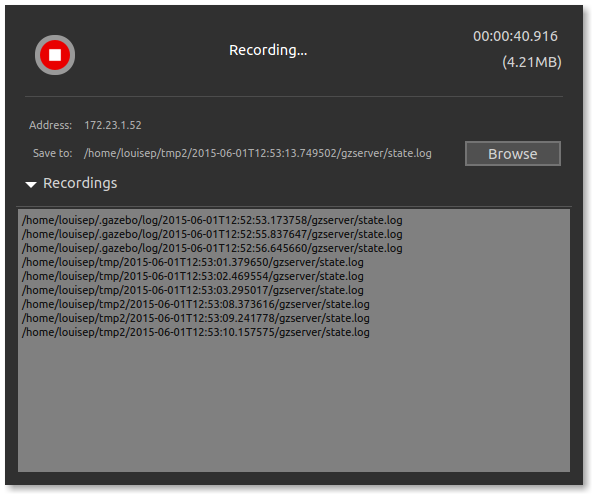 Recording...
00:00:40.916
(4.21MB)
Address: 172.23.1.52
Save to: /home/louisep/tmp2/2015-06-01T12:53:13.749502/gzserver/state.log
Browse
Recordings
/home/louisep/.gazebo/log/2015-06-01T12:52:53.173758/gzserver/state.log
/home/louisep/.gazebo/log/2015-06-01T12:52:55.837647/gzserver/state.log
/home/louisep/.gazebo/log/2015-06-01T12:52:56.645660/gzserver/state.log
/home/louisep/tmp/2015-06-01T12:53:01.379650/gzserver/state.log
/home/louisep/tmp/2015-06-01T12:53:02.469554/gzserver/state.log
/home/louisep/tmp/2015-06-01T12:53:03.295017/gzserver/state.log
/home/louisep/tmp2/2015-06-01T12:53:08.373616/gzserver/state.log
/home/louisep/tmp2/2015-06-01T12:53:09.241778/gzserver/state.log
/home/louisep/tmp2/2015-06-01T12:53:10.157575/gzserver/state.log